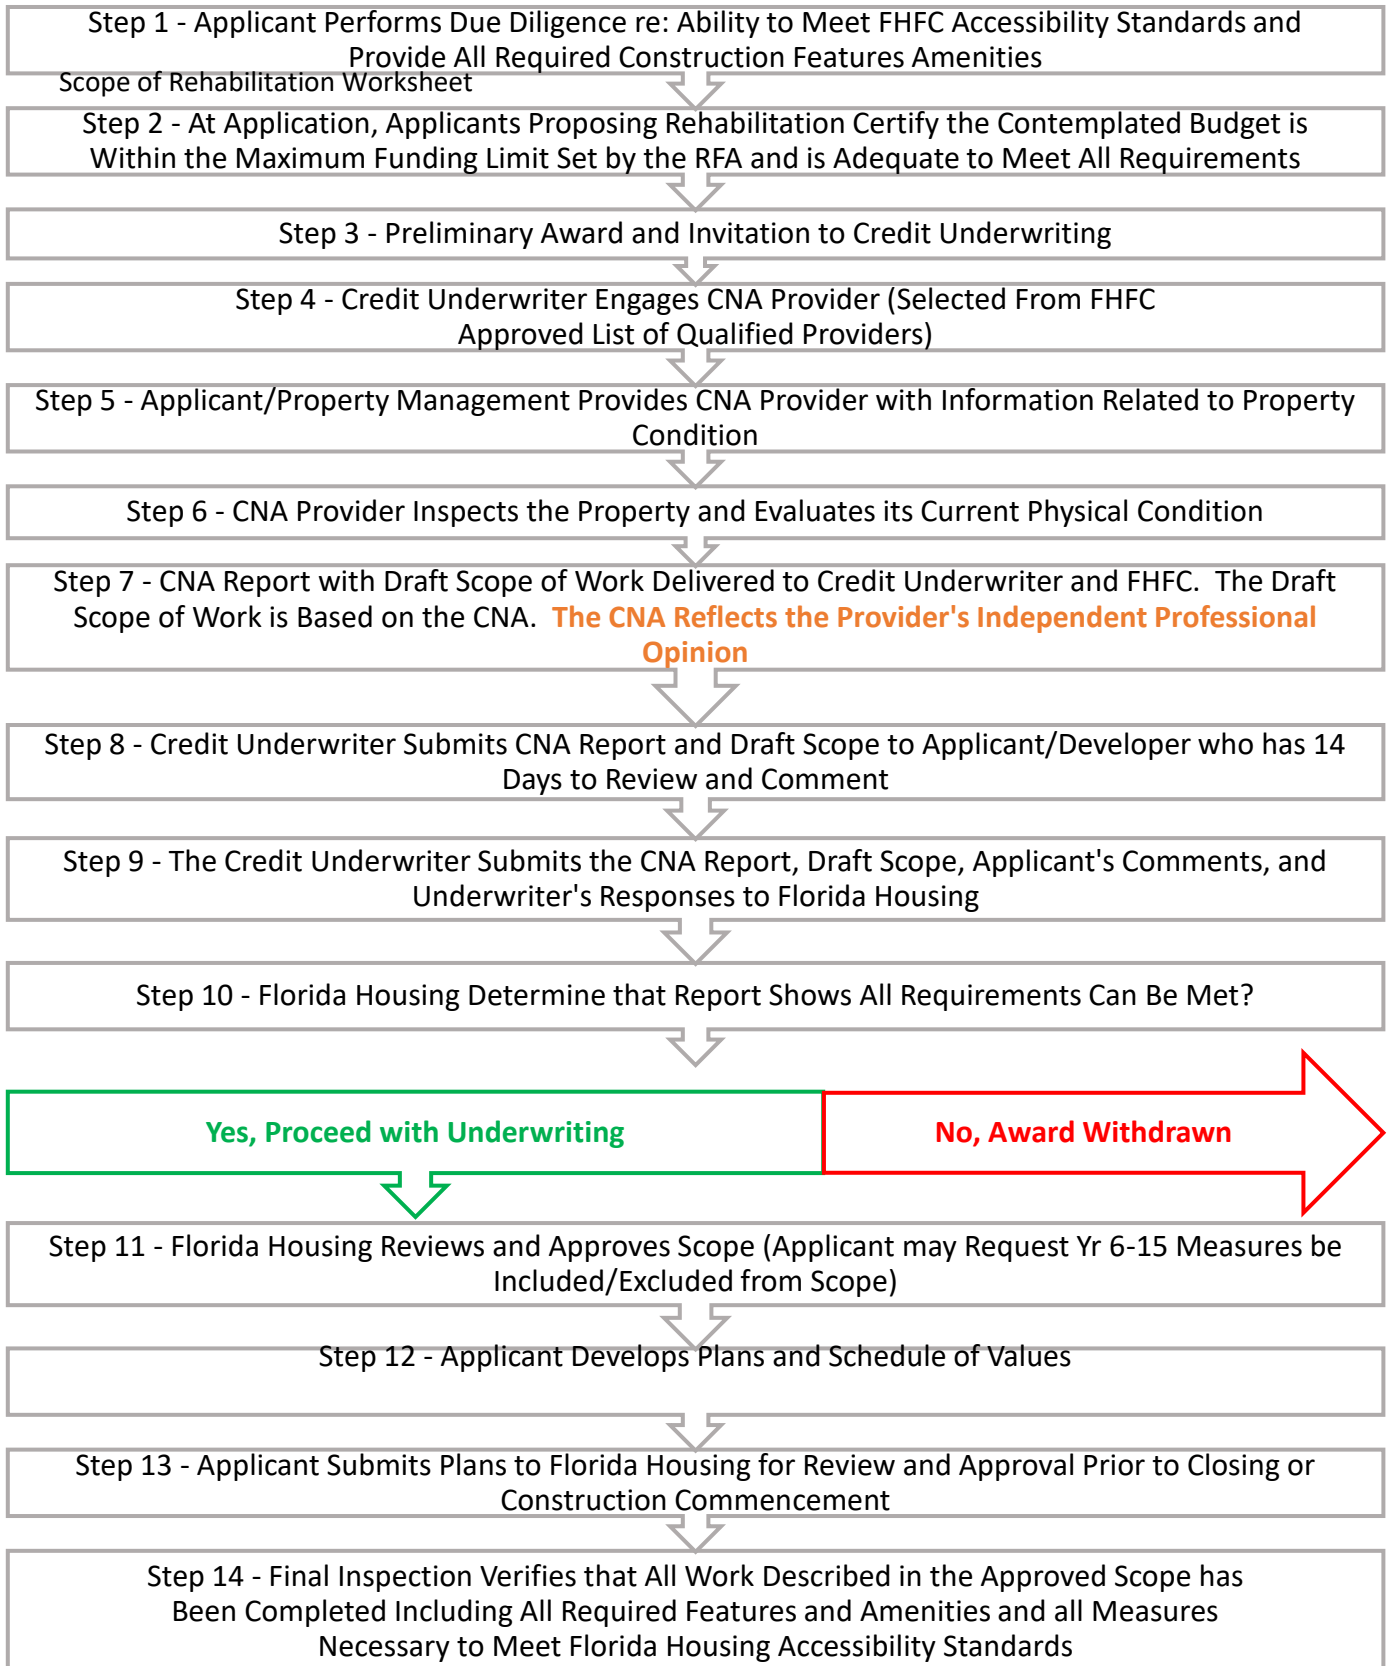 Step 1 - Applicant Performs Due Diligence re: Ability to Meet FHFC Accessibility Standards and
Provide All Required Construction Features Amenities
Scope of Rehabilitation Worksheet
Step 2 - At Application, Applicants Proposing Rehabilitation Certify the Contemplated Budget is
Within the Maximum Funding Limit Set by the RFA and is Adequate to Meet All Requirements
Step 3 - Preliminary Award and Invitation to Credit Underwriting
Step 4 - Credit Underwriter Engages CNA Provider (Selected From FHFC
Approved List of Qualified Providers)
Step 5 - Applicant/Property Management Provides CNA Provider with Information Related to Property
Condition
Step 6 - CNA Provider Inspects the Property and Evaluates its Current Physical Condition
Step 7 - CNA Report with Draft Scope of Work Delivered to Credit Underwriter and FHFC.  The Draft
Scope of Work is Based on the CNA.  The CNA Reflects the Provider's Independent Professional
Opinion
Step 8 - Credit Underwriter Submits CNA Report and Draft Scope to Applicant/Developer who has 14
Days to Review and Comment
Step 9 - The Credit Underwriter Submits the CNA Report, Draft Scope, Applicant's Comments, and
Underwriter's Responses to Florida Housing
Step 10 - Florida Housing Determine that Report Shows All Requirements Can Be Met?
Yes, Proceed with Underwriting
No, Award Withdrawn
Step 11 - Florida Housing Reviews and Approves Scope (Applicant may Request Yr 6-15 Measures be
Included/Excluded from Scope)
Step 12 - Applicant Develops Plans and Schedule of Values
Step 13 - Applicant Submits Plans to Florida Housing for Review and Approval Prior to Closing or
Construction Commencement
Step 14 - Final Inspection Verifies that All Work Described in the Approved Scope has
Been Completed Including All Required Features and Amenities and all Measures
Necessary to Meet Florida Housing Accessibility Standards